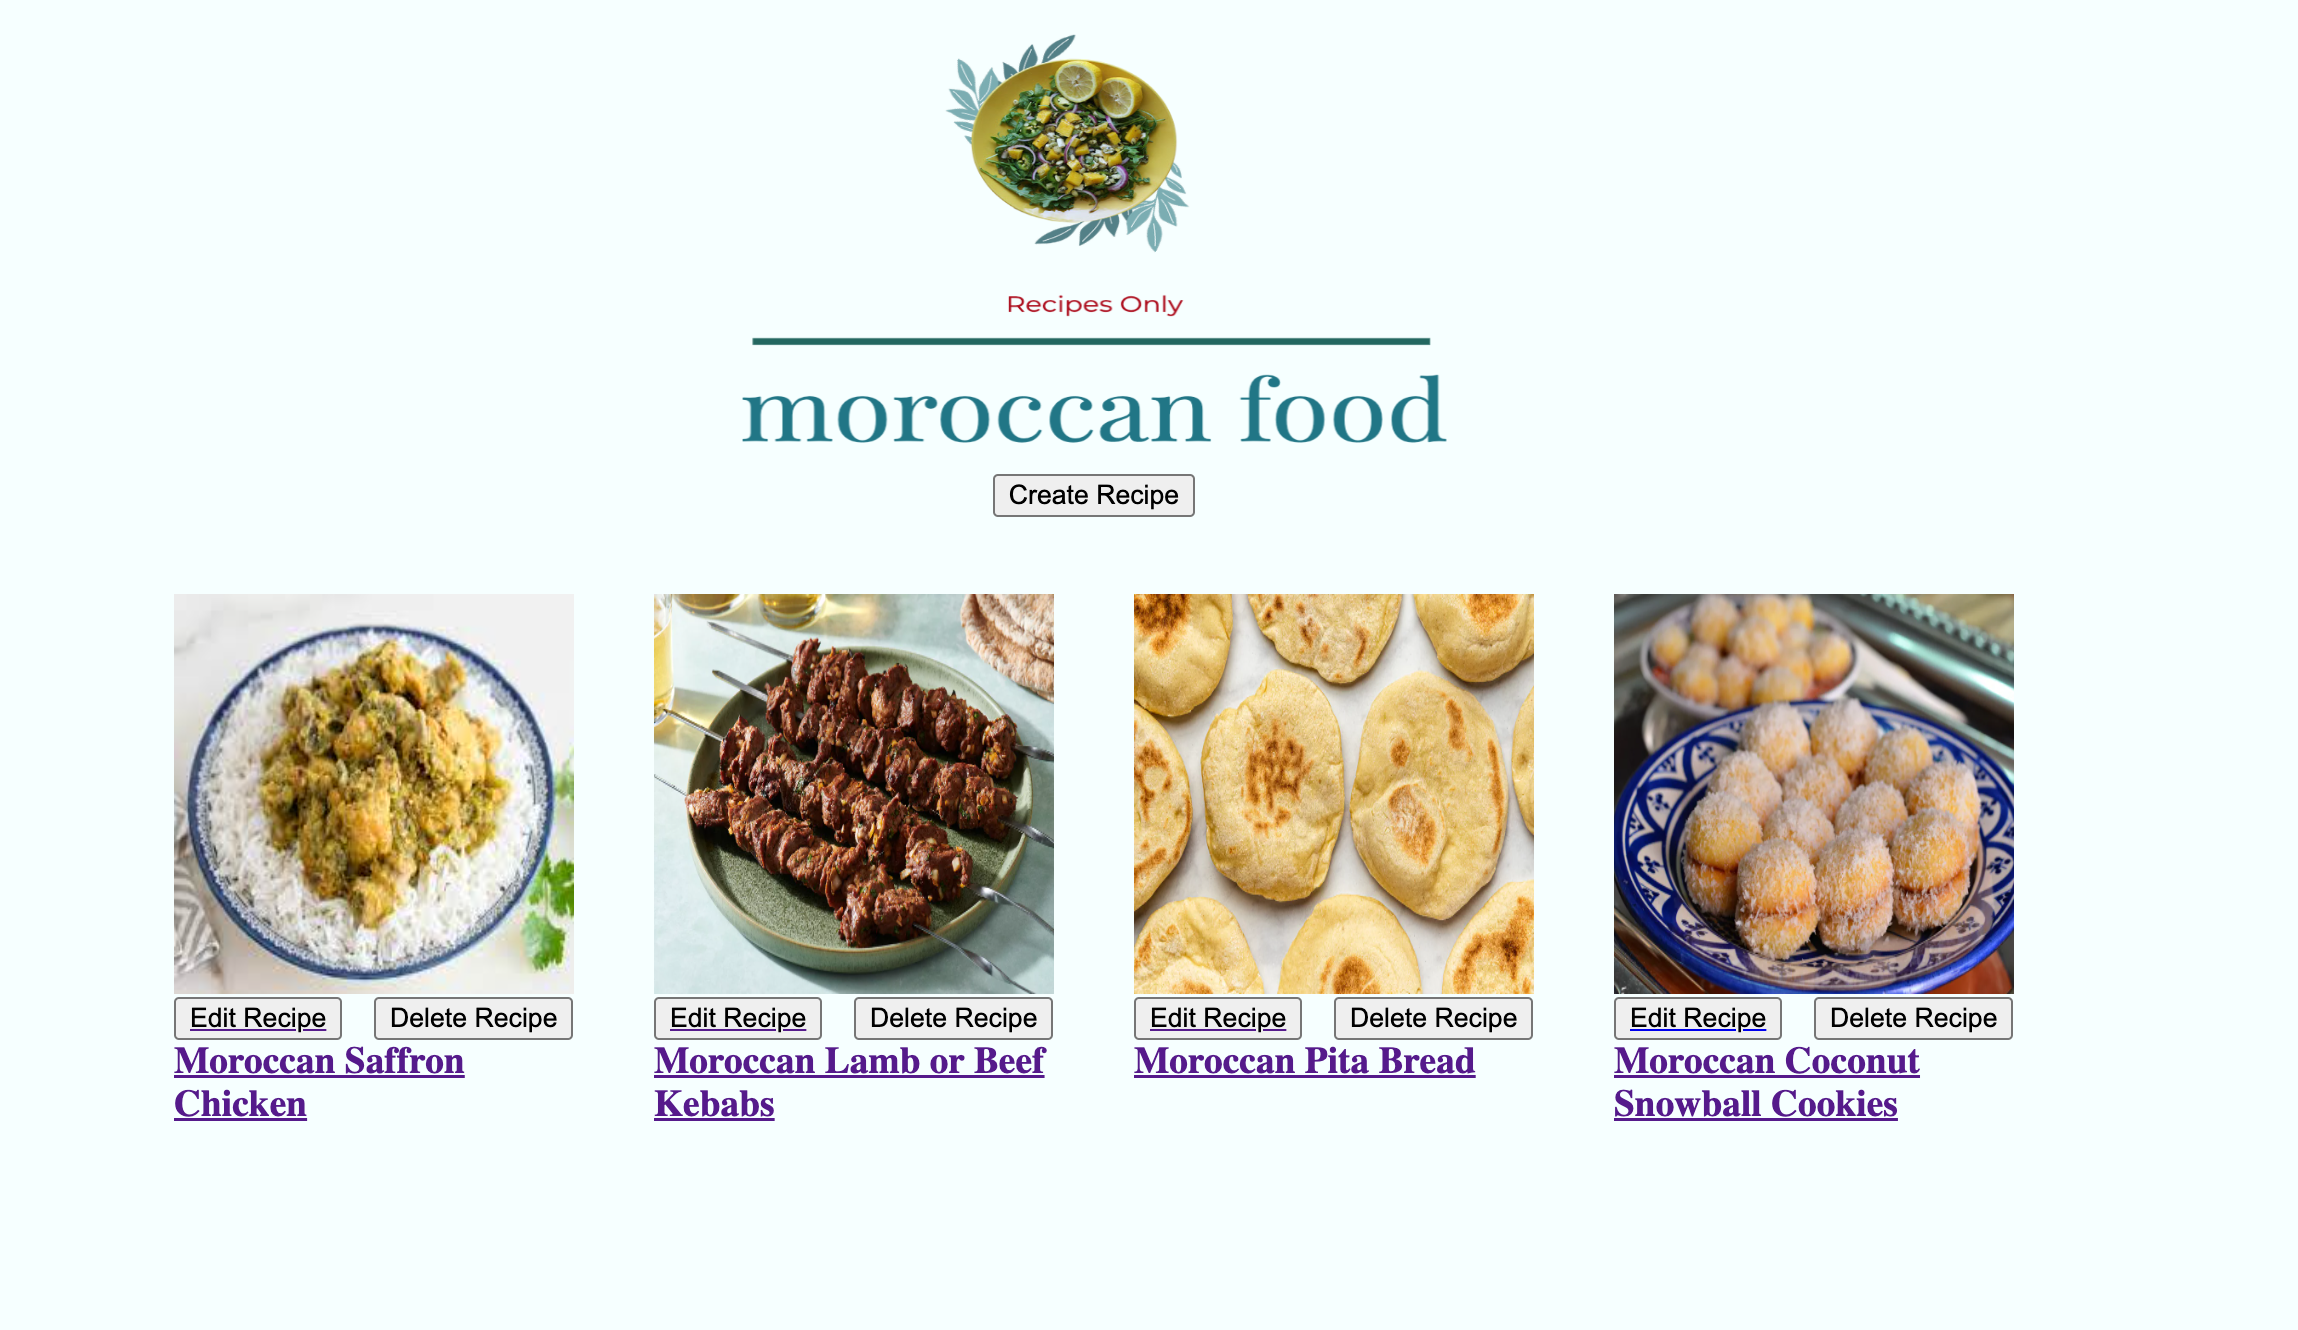 Recipes Only
moroccan food
Create Recipe
Edit Recipe Delete Recipe
Moroccan Saffron
Chicken
Edit Recipe Delete Recipe
Moroccan Lamb or Beef
Kebabs
Edit Recipe Delete Recipe
Moroccan Pita Bread
Edit Recipe Delete Recipe
Moroccan Coconut
Snowball Cookies